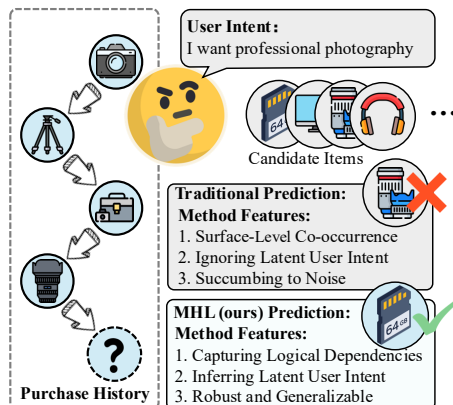 User Intent:
I want professional photography
64
Candidate Items
...
Traditional Prediction:
Method Features:
1. Surface-Level Co-occurrence
2. Ignoring Latent User Intent
3. Succumbing to Noise
MHL (ours) Prediction:
Method Features:
64 GB
1. Capturing Logical Dependencies
2. Inferring Latent User Intent
3. Robust and Generalizable
?
Purchase History